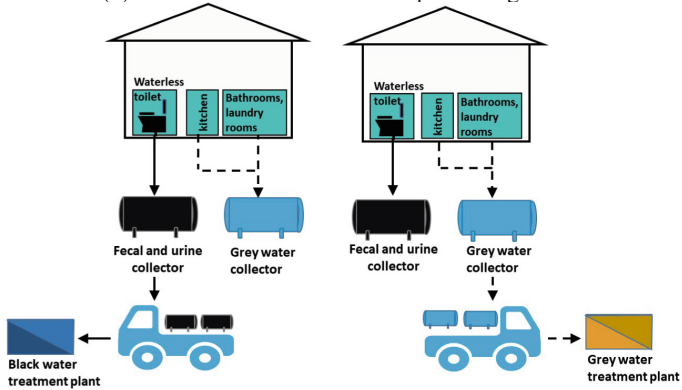 Waterless
toilet
kitchen
Bathrooms,
laundry
rooms
Waterless
toilet
kitchen
Bathrooms,
laundry
rooms
Fecal and urine
collector
Grey water
collector
Fecal and urine
collector
Grey water
collector
Black water
treatment plant
Grey water
treatment plant